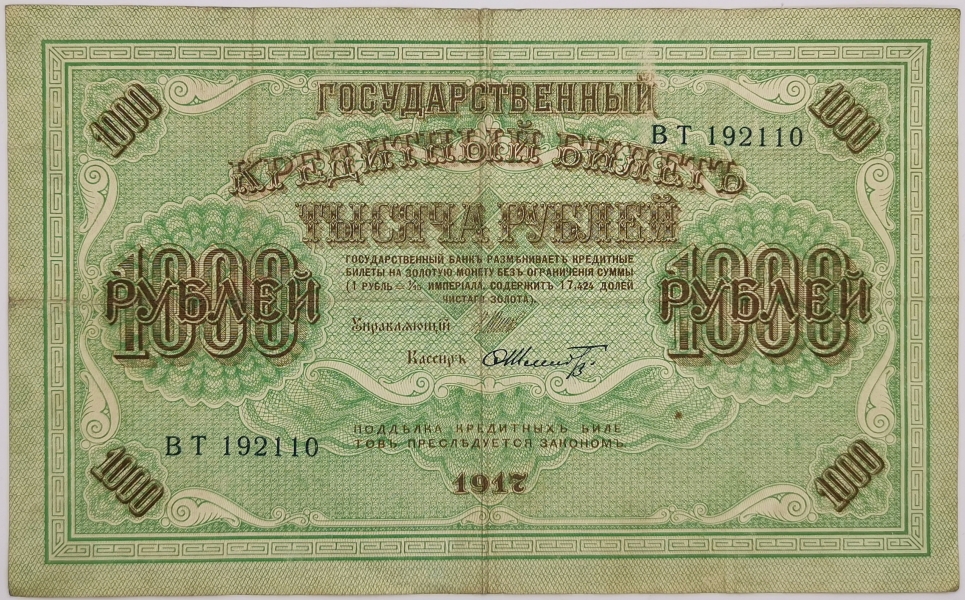 1000
1000
ГОСУДАРСТВЕННЫЙ
ВТ 192110
КРЕДИТНЫЙ БИЛЕТЪ
ТЫСЯЧА РУБЛЕЙ
ГОСУДАРСТВЕННЫЙ БАНКЪ РАЗМѢНИВАЕТЪ КРЕДИТНЫЕ
БИЛЕТЫ НА ЗОЛОТУЮ МОНЕТУ БЕЗЪ ОГРАНИЧЕНІЯ СУММЫ
(1 РУБЛЬ = 1/15 ИМПЕРІАЛА, СОДЕРЖИТЪ 17,424 ДОЛЕЙ
ЧИСТАГО ЗОЛОТА).
1000
РУБЛЕЙ
1000
РУБЛЕЙ
Управляющій
Кассиръ
ПОДДѢЛКА КРЕДИТНЫХЪ БИЛЕ
ТОВЪ ПРЕСЛѢДУЕТСЯ ЗАКОНОМЪ.
ВТ 192110
1000
1917
1000